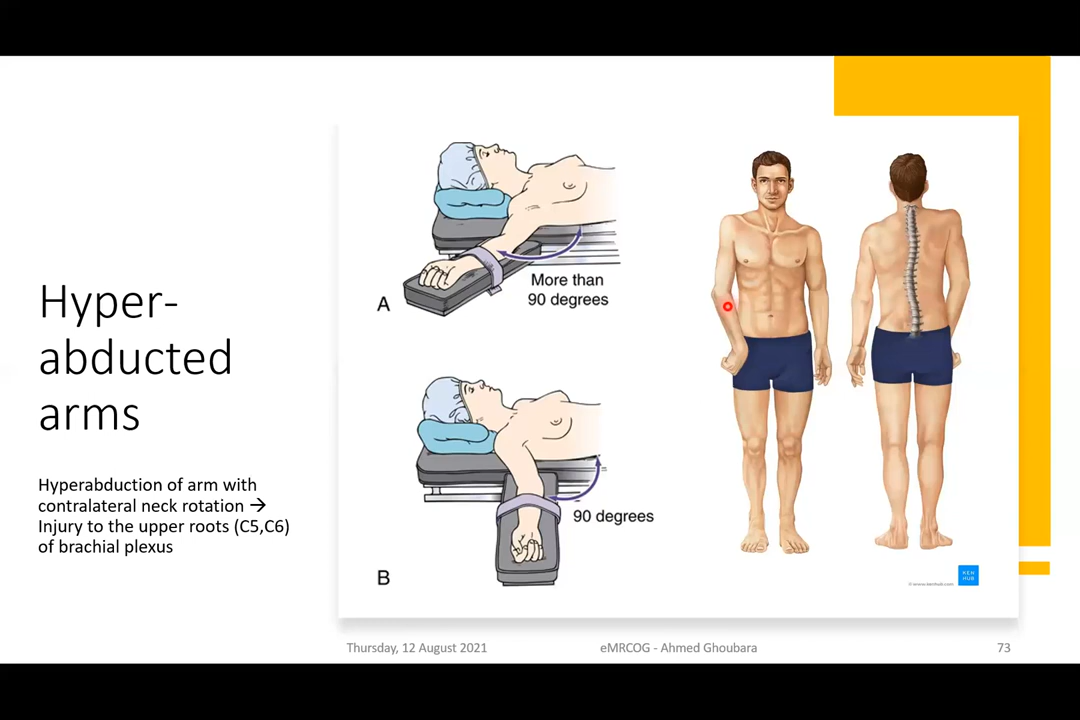 Hyper-
abducted
arms
Hyperabduction of arm with
contralateral neck rotation →
Injury to the upper roots (C5,C6)
of brachial plexus
A
More than
90 degrees
B
90 degrees
KEN
HUB
© www.kenhub.com
Thursday, 12 August 2021
eMRCOG - Ahmed Ghoubara
73